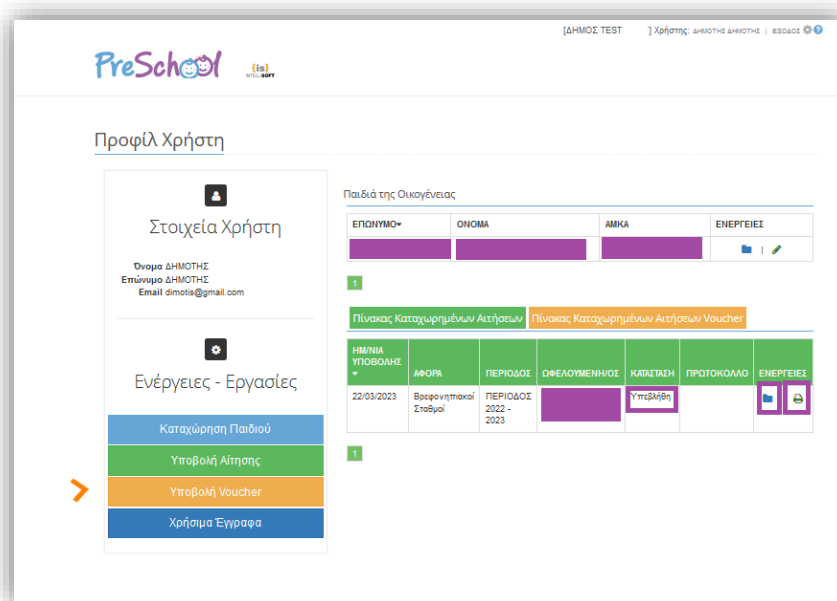 [ΔΗΜΟΣ TEST ] Χρήστης: ΔΗΜΟΤΗΣ ΔΗΜΟΤΗΣ | ΕΞΟΔΟΣ
PreSchool {is} INTELLISOFT
Προφίλ Χρήστη
Στοιχεία Χρήστη
Όνομα ΔΗΜΟΤΗΣ
Επώνυμο ΔΗΜΟΤΗΣ
Email dimotis@gmail.com
Ενέργειες - Εργασίες
Καταχώρηση Παιδιού
Υποβολή Αίτησης
Υποβολή Voucher
Χρήσιμα Έγγραφα
Παιδιά της Οικογένειας
ΕΠΩΝΥΜΟ ΟΝΟΜΑ ΑΜΚΑ ΕΝΕΡΓΕΙΕΣ
|
1
Πίνακας Καταχωρημένων Αιτήσεων Πίνακας Καταχωρημένων Αιτήσεων Voucher
ΗΜ/ΝΙΑ
ΥΠΟΒΟΛΗΣ
ΑΦΟΡΑ ΠΕΡΙΟΔΟΣ ΩΦΕΛΟΥΜΕΝΗ/ΟΣ ΚΑΤΑΣΤΑΣΗ ΠΡΩΤΟΚΟΛΛΟ ΕΝΕΡΓΕΙΕΣ
22/03/2023 Βρεφονηπιακοί ΠΕΡΙΟΔΟΣ Υπεβλήθη
Σταθμοί 2022 -
2023
1